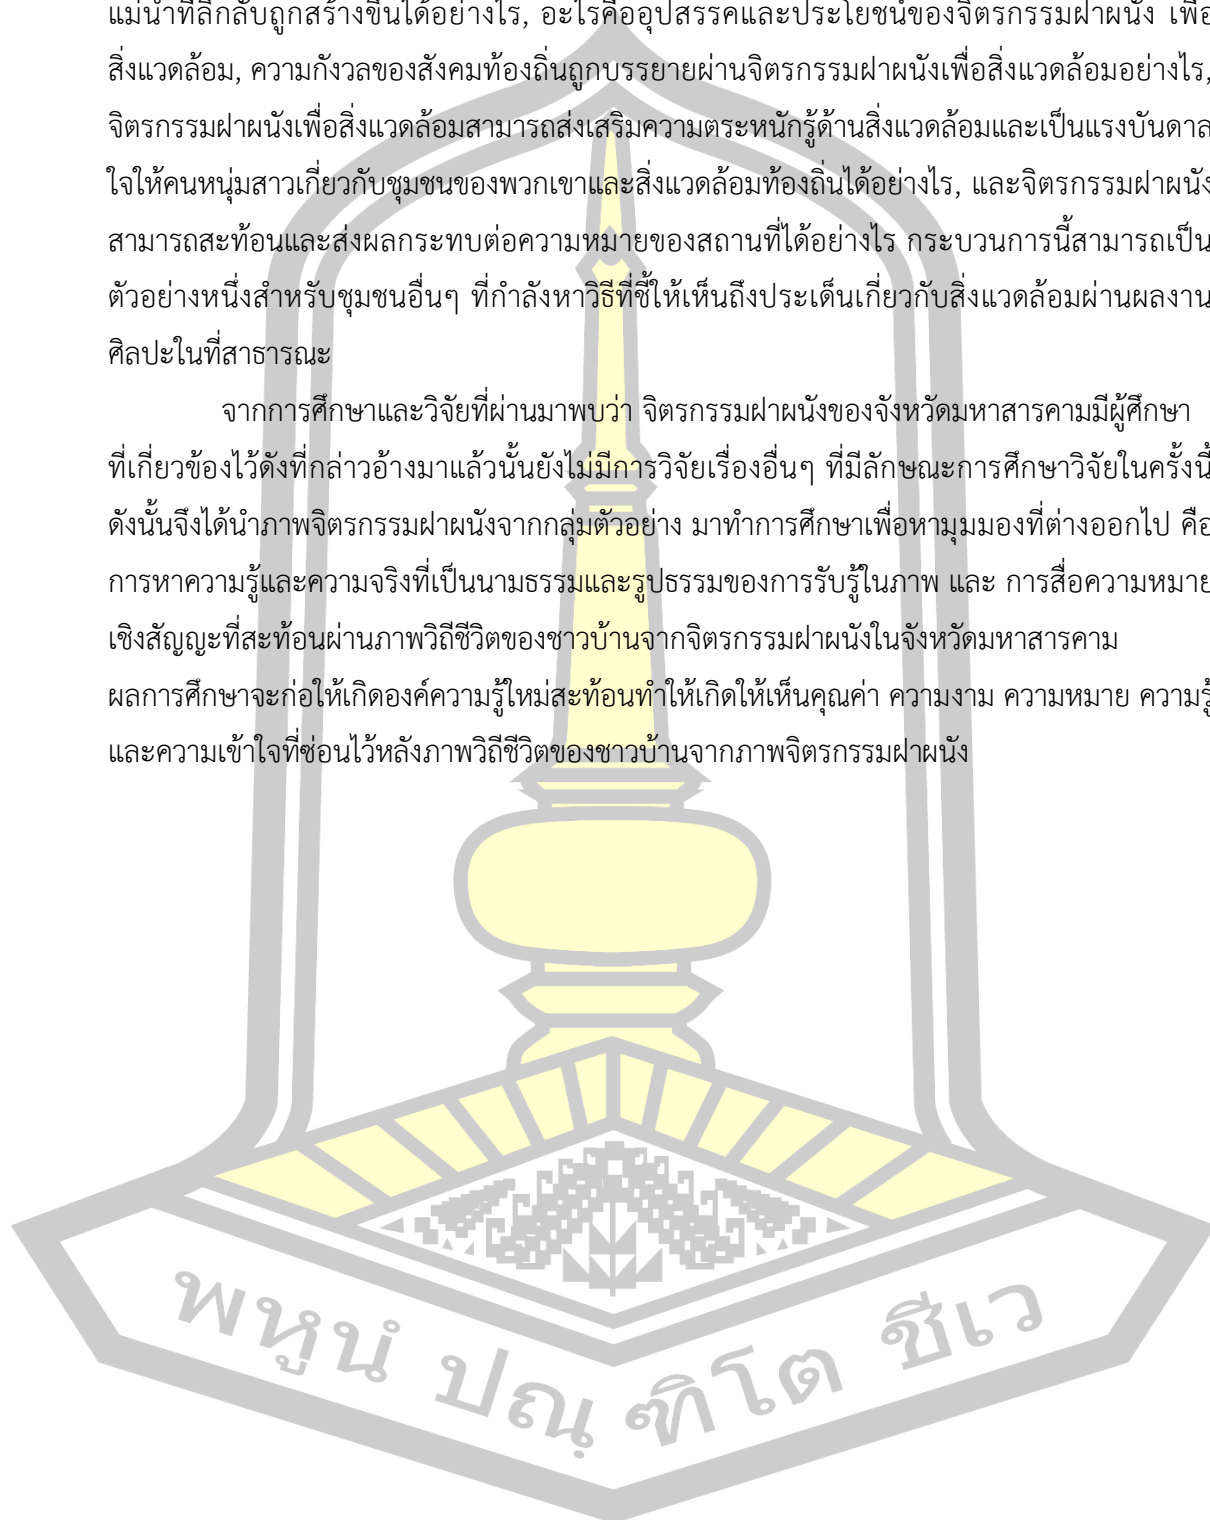 แม่น้ำที่ลึกลับถูกสร้างขึ้นได้อย่างไร, อะไรคืออุปสรรคและประโยชน์ของจิตรกรรมฝาผนัง เพื่อ
สิ่งแวดล้อม, ความกังวลของสังคมท้องถิ่นถูกบรรยายผ่านจิตรกรรมฝาผนังเพื่อสิ่งแวดล้อมอย่างไร,
จิตรกรรมฝาผนังเพื่อสิ่งแวดล้อมสามารถส่งเสริมความตระหนักรู้ด้านสิ่งแวดล้อมและเป็นแรงบันดาล
ใจให้คนหนุ่มสาวเกี่ยวกับชุมชนของพวกเขาและสิ่งแวดล้อมท้องถิ่นได้อย่างไร, และจิตรกรรมฝาผนัง
สามารถสะท้อนและส่งผลกระทบต่อความหมายของสถานที่ได้อย่างไร กระบวนการนี้สามารถเป็น
ตัวอย่างหนึ่งสำหรับชุมชนอื่นๆ ที่กำลังหาวิธีที่ชี้ให้เห็นถึงประเด็นเกี่ยวกับสิ่งแวดล้อมผ่านผลงาน
ศิลปะในที่สาธารณะ
จากการศึกษาและวิจัยที่ผ่านมาพบว่า จิตรกรรมฝาผนังของจังหวัดมหาสารคามมีผู้ศึกษา
ที่เกี่ยวข้องไว้ดังที่กล่าวอ้างมาแล้วนั้นยังไม่มีการวิจัยเรื่องอื่นๆ ที่มีลักษณะการศึกษาวิจัยในครั้งนี้
ดังนั้นจึงได้นำภาพจิตรกรรมฝาผนังจากกลุ่มตัวอย่าง มาทำการศึกษาเพื่อหามุมมองที่ต่างออกไป คือ
การหาความรู้และความจริงที่เป็นนามธรรมและรูปธรรมของการรับรู้ในภาพ และ การสื่อความหมาย
เชิงสัญญะที่สะท้อนผ่านภาพวิถีชีวิตของชาวบ้านจากจิตรกรรมฝาผนังในจังหวัดมหาสารคาม
ผลการศึกษาจะก่อให้เกิดองค์ความรู้ใหม่สะท้อนทำให้เกิดให้เห็นคุณค่า ความงาม ความหมาย ความรู้
และความเข้าใจที่ซ่อนไว้หลังภาพวิถีชีวิตของชาวบ้านจากภาพจิตรกรรมฝาผนัง
พหูนํ ปณฺฑิโต ชีเว